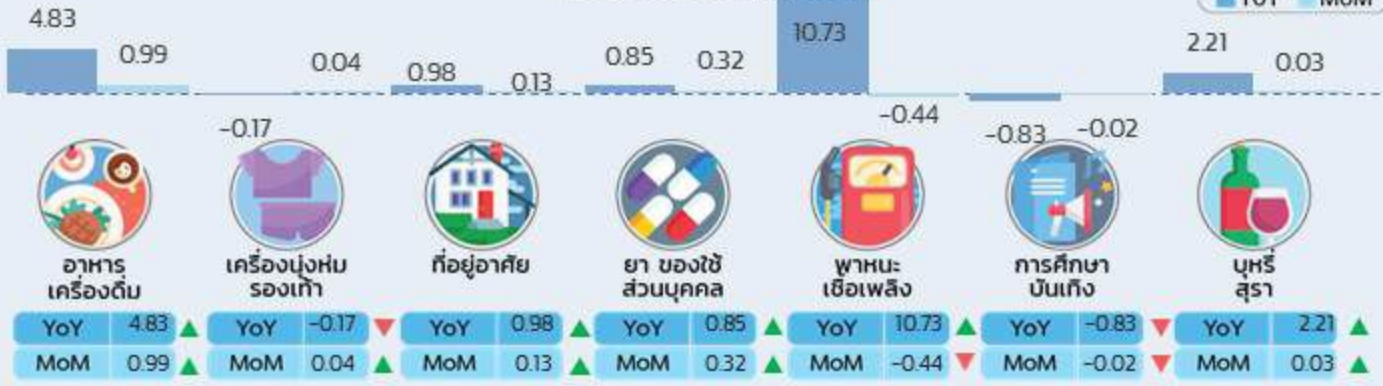 YoY MoM
4.83 0.99 -0.17 0.04 0.98 0.13 0.85 0.32 10.73 -0.44 -0.83 -0.02 2.21 0.03
อาหาร
เครื่องดื่ม
เครื่องนุ่งห่ม
รองเท้า
ที่อยู่อาศัย
ยา ของใช้
ส่วนบุคคล
พาหนะ
เชื้อเพลิง
การศึกษา
บันเทิง
บุหรี่
สุรา
YoY 4.83 YoY -0.17 YoY 0.98 YoY 0.85 YoY 10.73 YoY -0.83 YoY 2.21
MoM 0.99 MoM 0.04 MoM 0.13 MoM 0.32 MoM -0.44 MoM -0.02 MoM 0.03